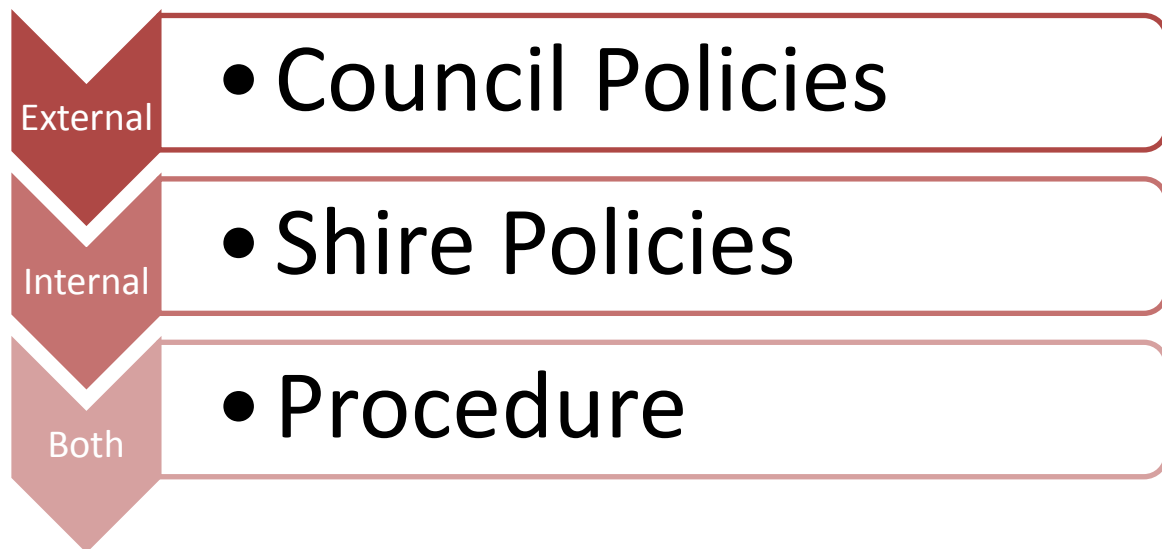 External
• Council Policies
Internal
• Shire Policies
Both
• Procedure